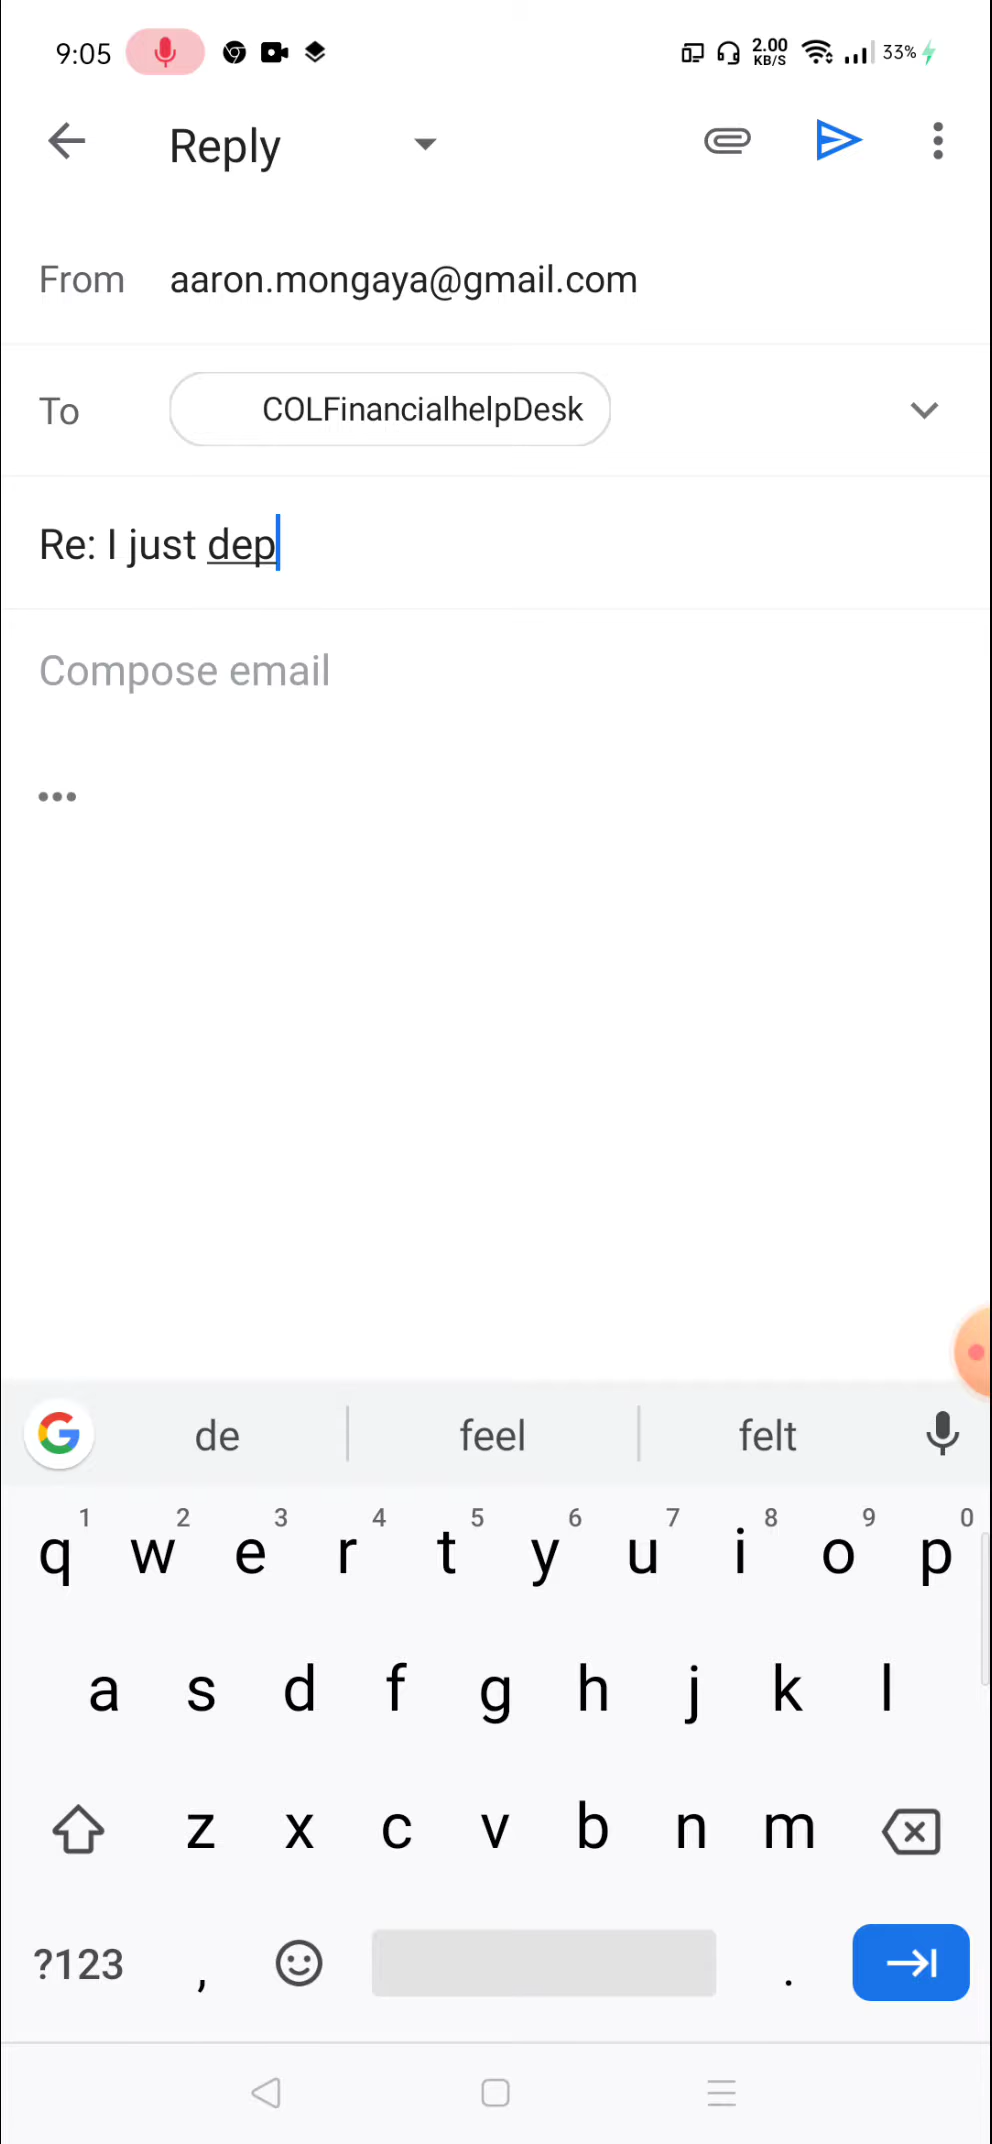 9:05 2.00 KB/S 33%
Reply
From aaron.mongaya@gmail.com
To COLFinancialhelpDesk
Re: I just dep
Compose email
de feel felt
1 2 3 4 5 6 7 8 9 0
q w e r t y u i o p
a s d f g h j k l
z x c v b n m
?123 , .